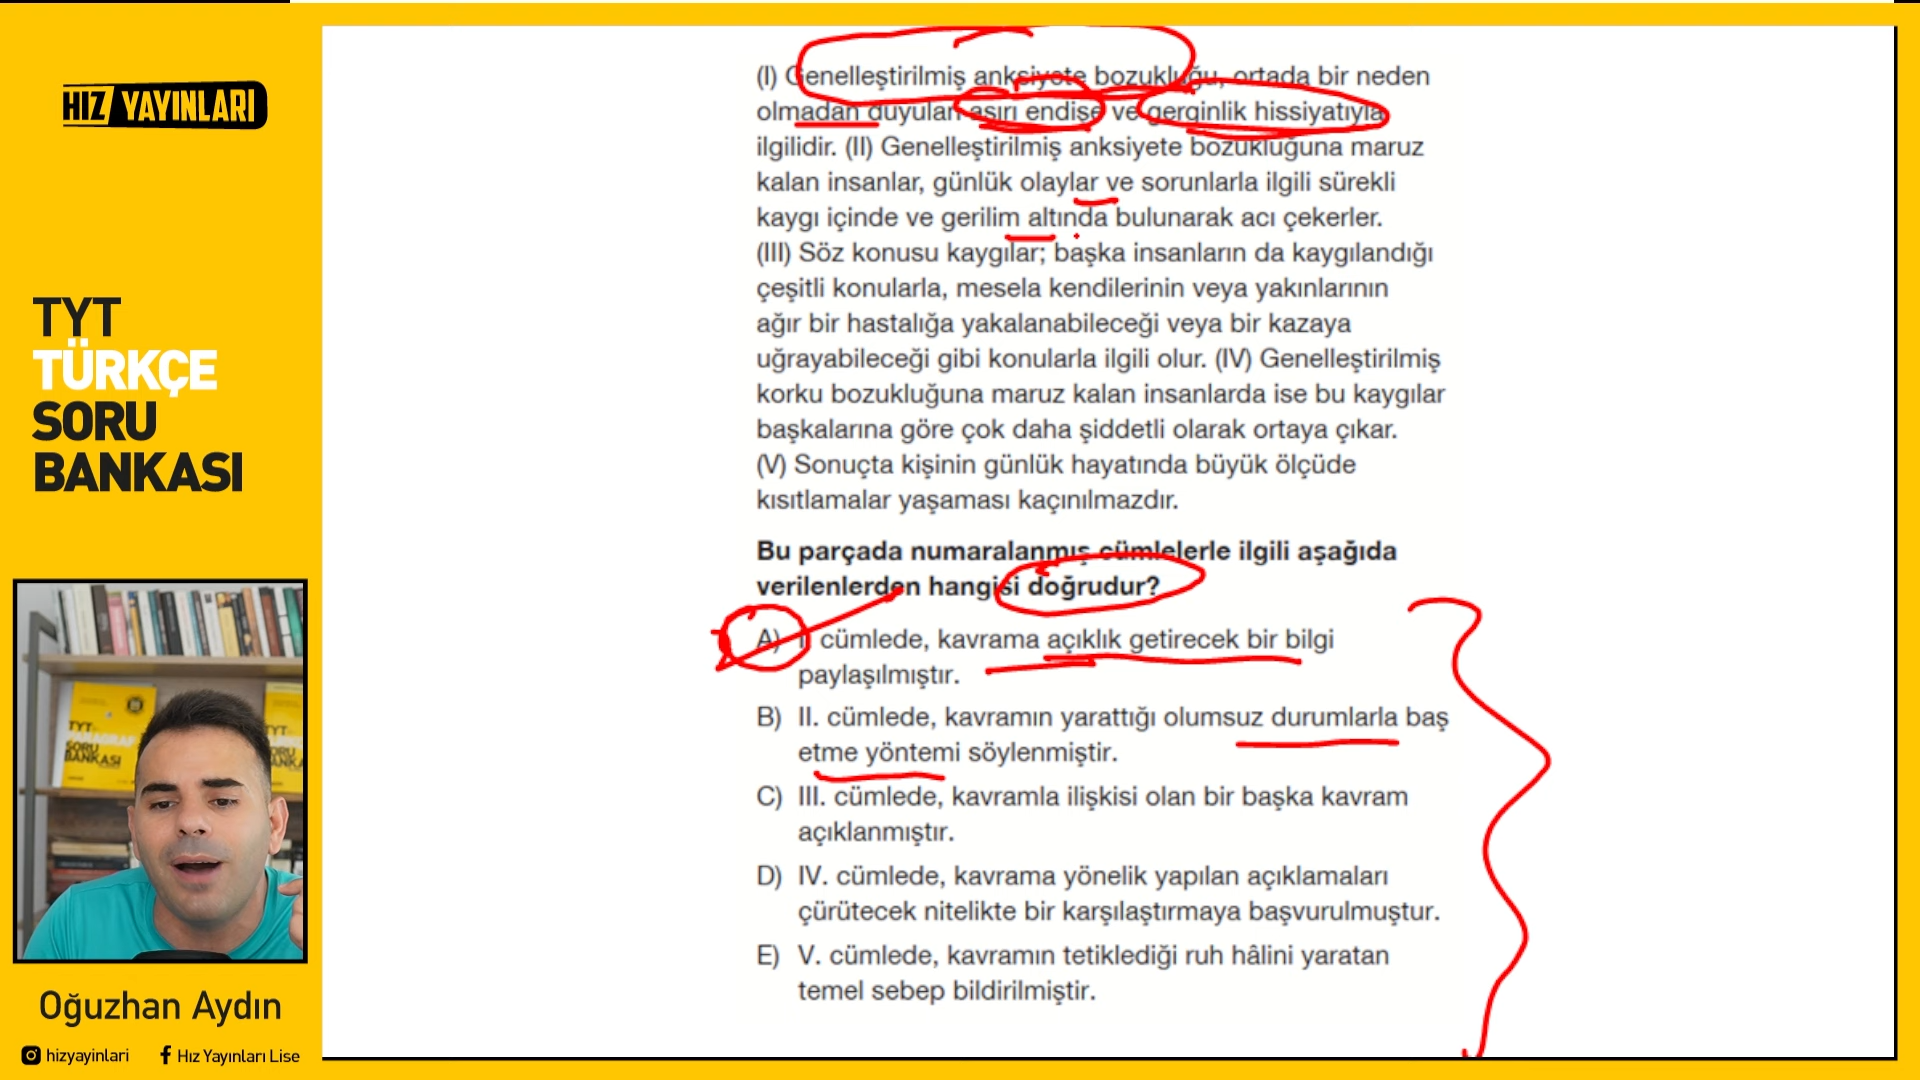 HIZ YAYINLARI
TYT
TÜRKÇE
SORU
BANKASI
Oğuzhan Aydın
hizyayinlari
Hız Yayınları Lise
(I) Genelleştirilmiş anksiyete bozukluğu, ortada bir neden
olmadan duyulan aşırı endişe ve gerginlik hissiyatıyla
ilgilidir. (II) Genelleştirilmiş anksiyete bozukluğuna maruz
kalan insanlar, günlük olaylar ve sorunlarla ilgili sürekli
kaygı içinde ve gerilim altında bulunarak acı çekerler.
(III) Söz konusu kaygılar; başka insanların da kaygılandığı
çeşitli konularla, mesela kendilerinin veya yakınlarının
ağır bir hastalığa yakalanabileceği veya bir kazaya
uğrayabileceği gibi konularla ilgili olur. (IV) Genelleştirilmiş
korku bozukluğuna maruz kalan insanlarda ise bu kaygılar
başkalarına göre çok daha şiddetli olarak ortaya çıkar.
(V) Sonuçta kişinin günlük hayatında büyük ölçüde
kısıtlamalar yaşaması kaçınılmazdır.
Bu parçada numaralanmış cümlelerle ilgili aşağıda
verilenlerden hangisi doğrudur?
A) I. cümlede, kavrama açıklık getirecek bir bilgi
paylaşılmıştır.
B) II. cümlede, kavramın yarattığı olumsuz durumlarla baş
etme yöntemi söylenmiştir.
C) III. cümlede, kavramla ilişkisi olan bir başka kavram
açıklanmıştır.
D) IV. cümlede, kavrama yönelik yapılan açıklamaları
çürütecek nitelikte bir karşılaştırmaya başvurulmuştur.
E) V. cümlede, kavramın tetiklediği ruh hâlini yaratan
temel sebep bildirilmiştir.